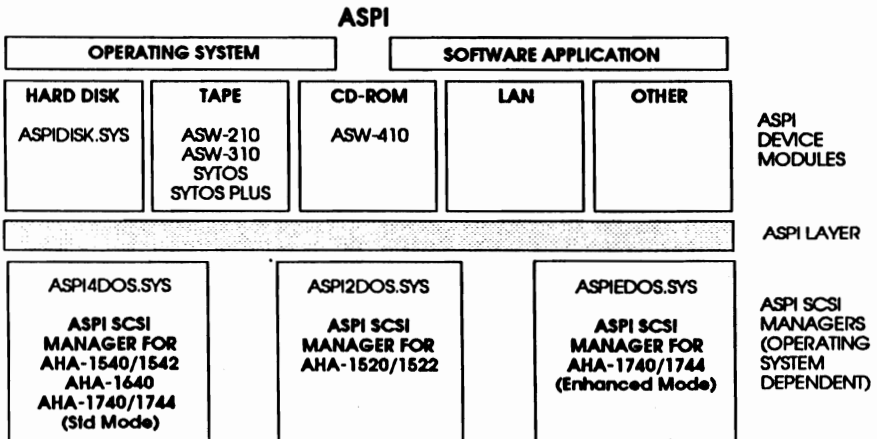 ASPI
OPERATING SYSTEM
SOFTWARE APPLICATION
HARD DISK
ASPIDISK.SYS
TAPE
ASW-210
ASW-310
SYTOS
SYTOS PLUS
CD-ROM
ASW-410
LAN
OTHER
ASPI
DEVICE
MODULES
ASPI LAYER
ASPI4DOS.SYS
ASPI SCSI
MANAGER FOR
AHA-1540/1542
AHA-1640
AHA-1740/1744
(Std Mode)
ASPI2DOS.SYS
ASPI SCSI
MANAGER FOR
AHA-1520/1522
ASPIEDOS.SYS
ASPI SCSI
MANAGER FOR
AHA-1740/1744
(Enhanced Mode)
ASPI SCSI
MANAGERS
(OPERATING
SYSTEM
DEPENDENT)